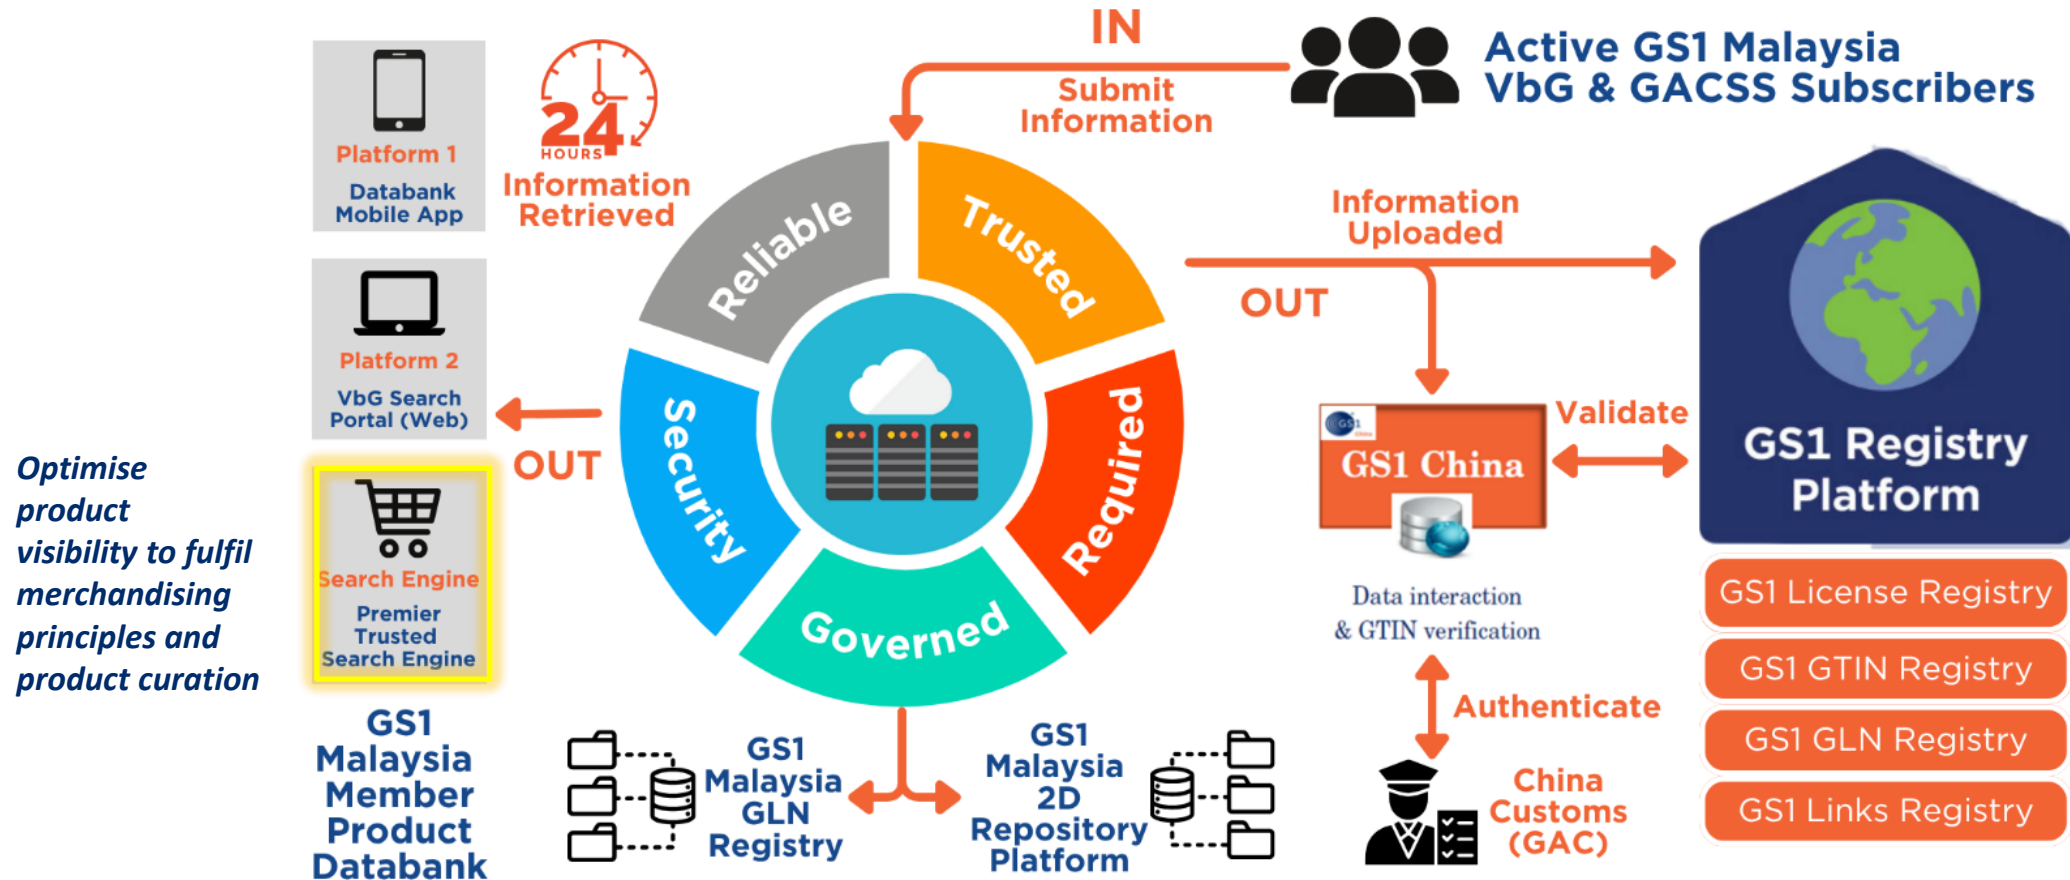 IN
Submit
Information
Active GS1 Malaysia
VbG & GACSS Subscribers
Platform 1
Databank
Mobile App
24
HOURS
Information
Retrieved
Platform 2
VbG Search
Portal (Web)
OUT
Optimise
product
visibility to fulfil
merchandising
principles and
product curation
Search Engine
Premier
Trusted
Search Engine
GS1
Malaysia
Member
Product
Databank
Reliable
Trusted
Security
Required
Governed
GS1
Malaysia
GLN
Registry
GS1
Malaysia
2D
Repository
Platform
Information
Uploaded
OUT
GS1
China
GS1 China
Validate
Data interaction
& GTIN verification
Authenticate
China
Customs
(GAC)
GS1 Registry
Platform
GS1 License Registry
GS1 GTIN Registry
GS1 GLN Registry
GS1 Links Registry